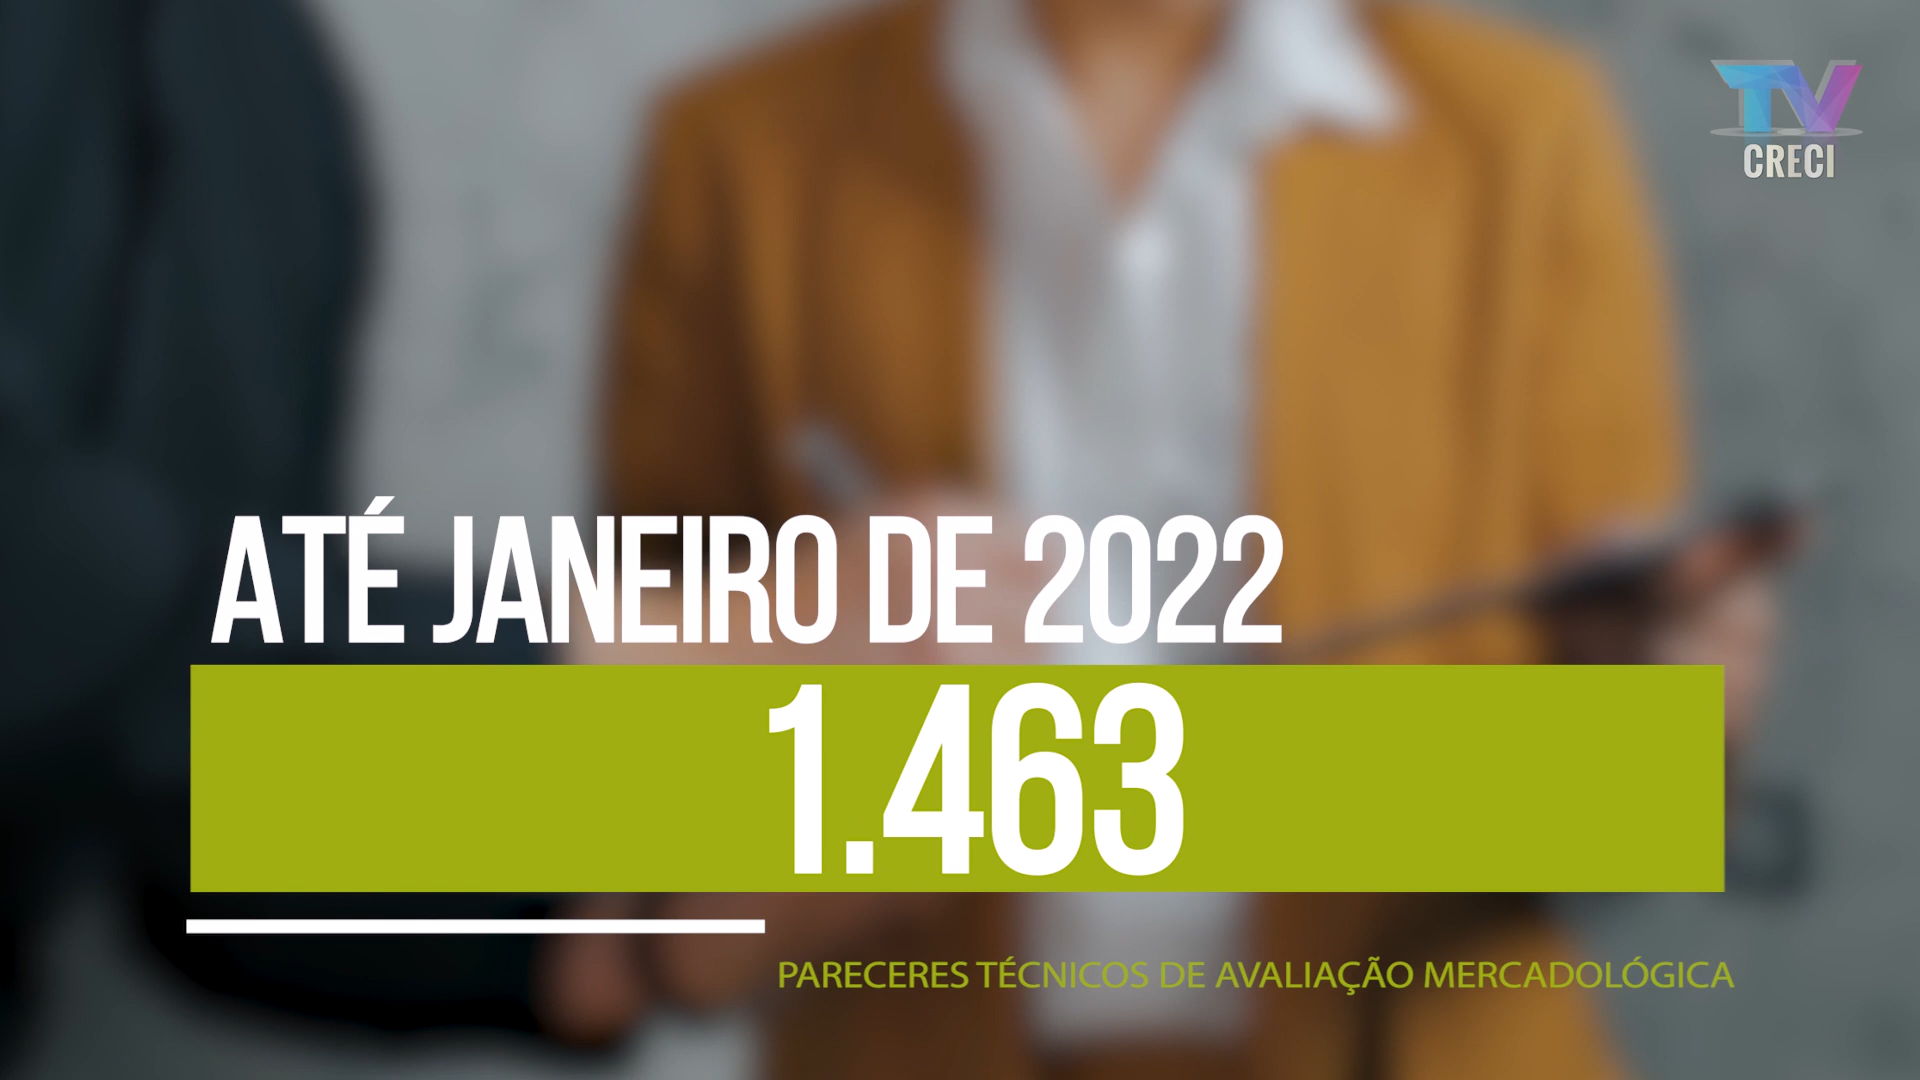 TV
CRECI
ATÉ JANEIRO DE 2022
1.463
PARECERES TÉCNICOS DE AVALIAÇÃO MERCADOLÓGICA